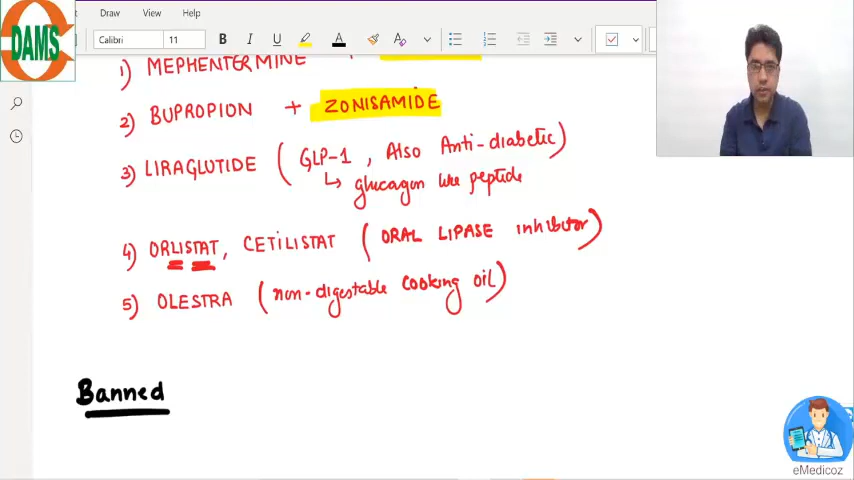 Draw View Help
DAMS
Calibri 11 B I U A
1) MEPHENTERMINE +
2) BUPROPION + ZONISAMIDE
3) LIRAGLUTIDE (GLP-1, Also Anti-diabetic)
↳ glucagon like peptide
4) ORLISTAT, CETILISTAT (ORAL LIPASE inhibitor)
5) OLESTRA (non-digestable cooking oil)
Banned
eMedicoz